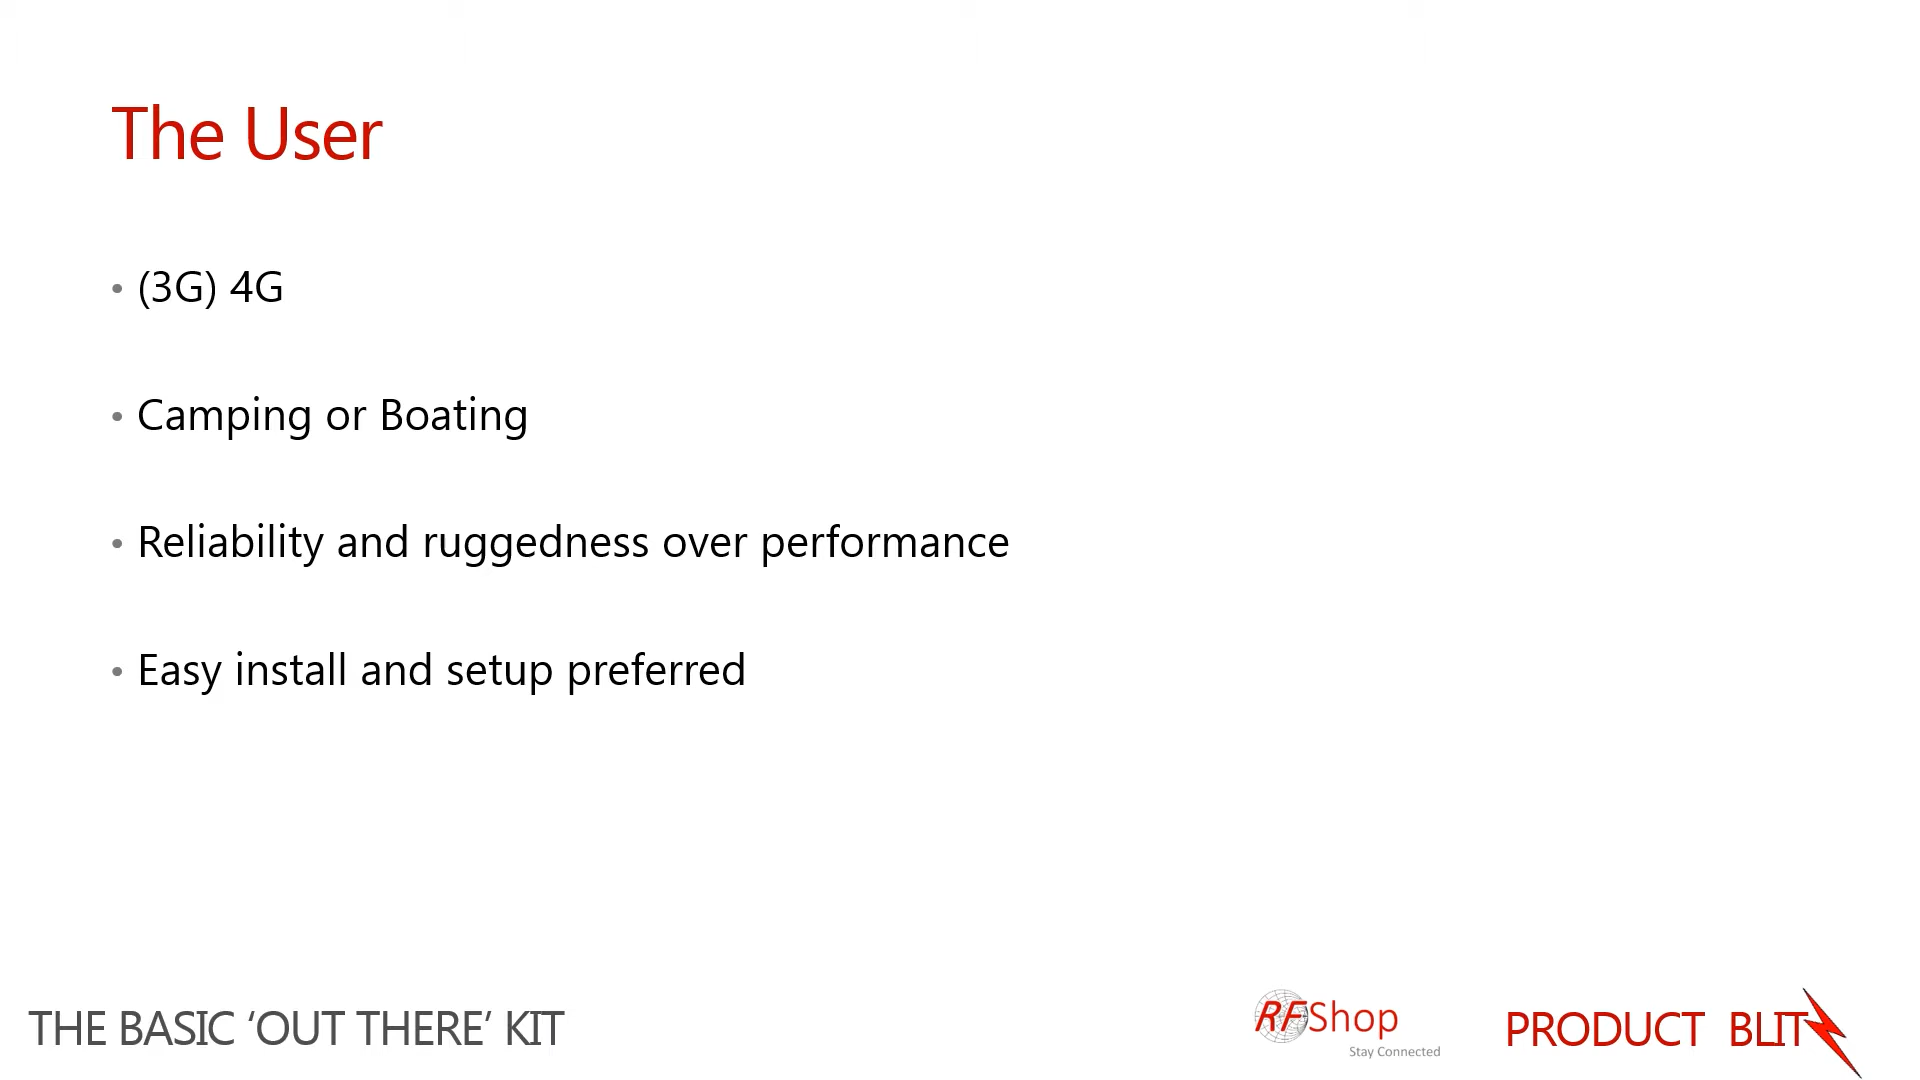 The User
• (3G) 4G
• Camping or Boating
• Reliability and ruggedness over performance
• Easy install and setup preferred
THE BASIC ‘OUT THERE’ KIT
RFShop
Stay Connected
PRODUCT BLIT